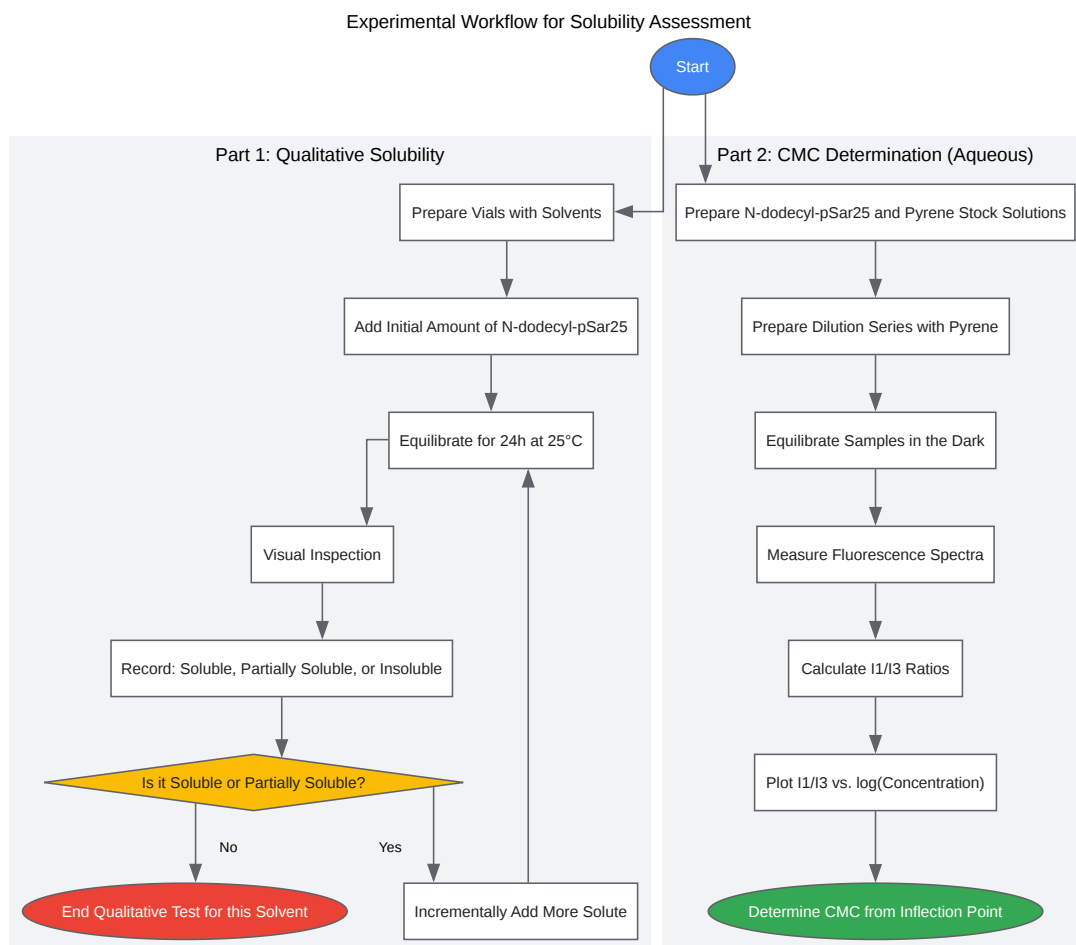 Experimental Workflow for Solubility Assessment
Start
Part 1: Qualitative Solubility
Prepare Vials with Solvents
Add Initial Amount of N-dodecyl-pSar25
Equilibrate for 24h at 25°C
Visual Inspection
Record: Soluble, Partially Soluble, or Insoluble
Is it Soluble or Partially Soluble?
No
Yes
End Qualitative Test for this Solvent
Incrementally Add More Solute
Part 2: CMC Determination (Aqueous)
Prepare N-dodecyl-pSar25 and Pyrene Stock Solutions
Prepare Dilution Series with Pyrene
Equilibrate Samples in the Dark
Measure Fluorescence Spectra
Calculate I1/I3 Ratios
Plot I1/I3 vs. log(Concentration)
Determine CMC from Inflection Point